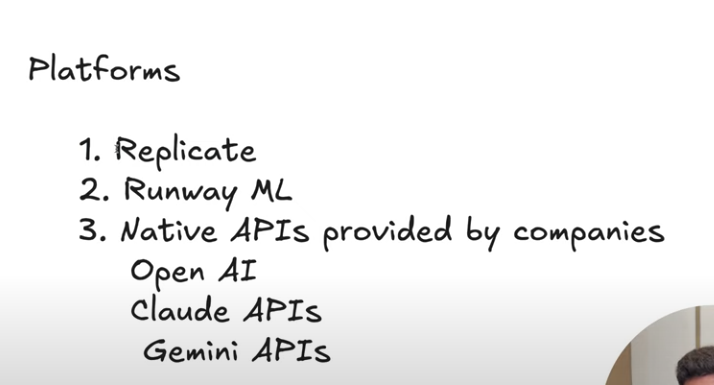 Platforms
1. Replicate
2. Runway ML
3. Native APIs provided by companies
Open AI
Claude APIs
Gemini APIs